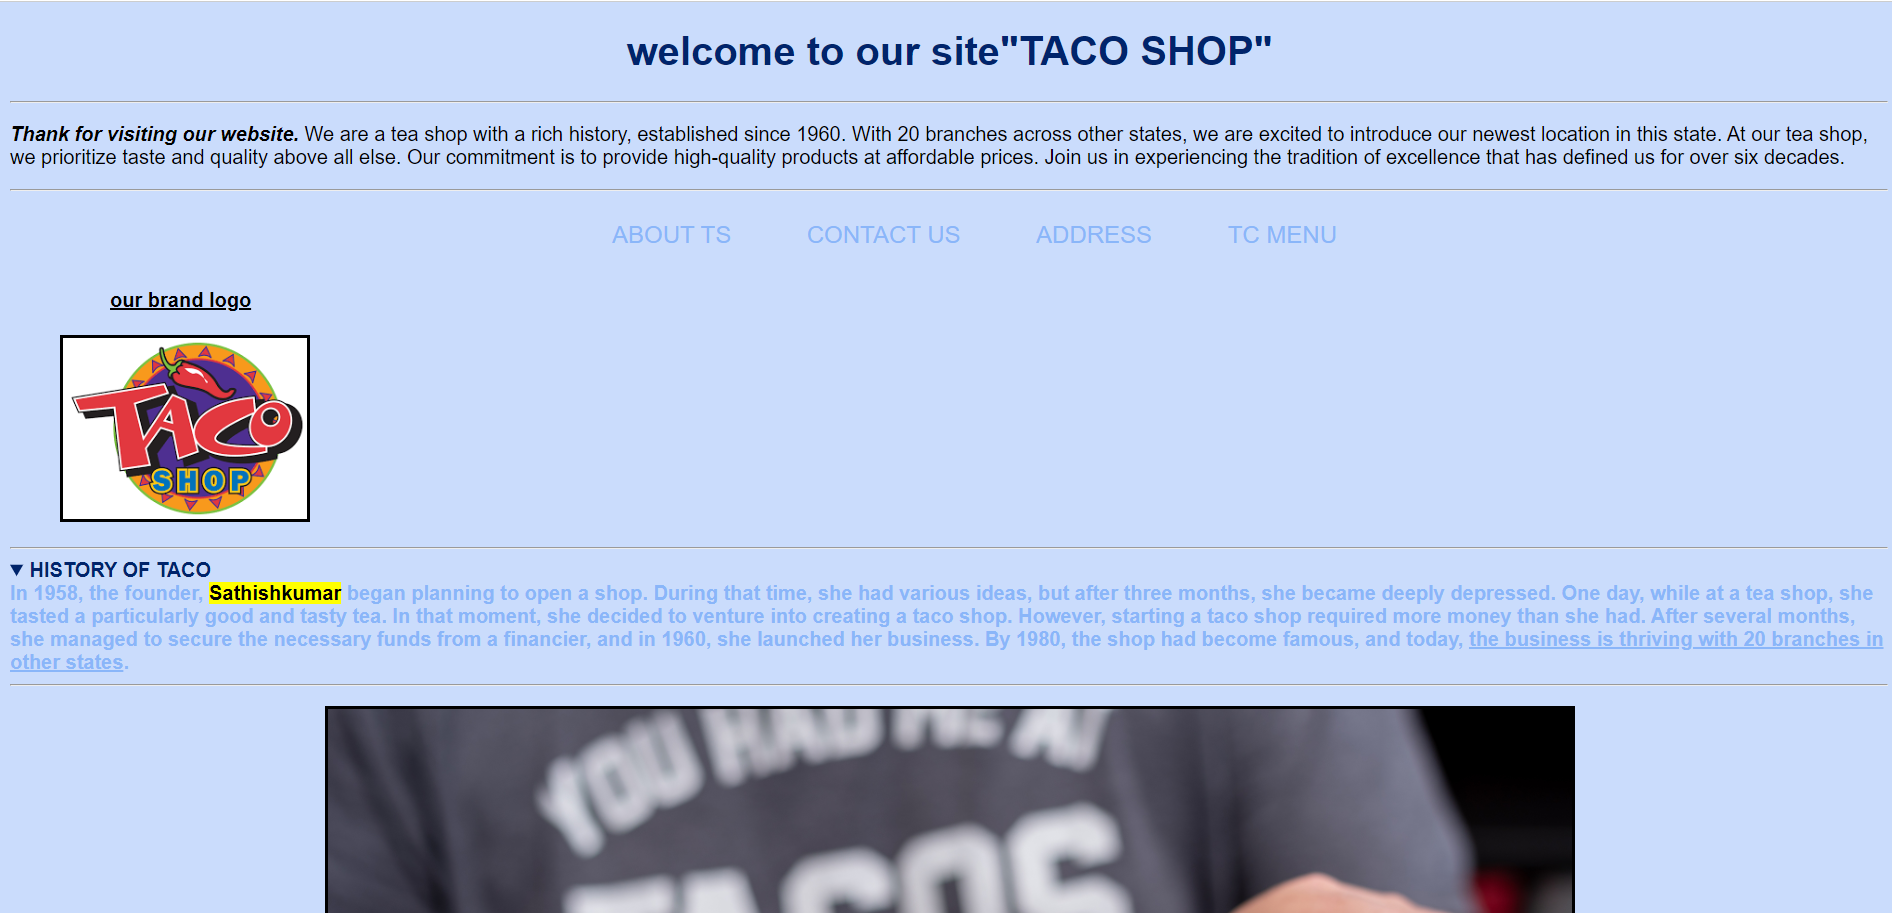 welcome to our site"TACO SHOP"
Thank for visiting our website. We are a tea shop with a rich history, established since 1960. With 20 branches across other states, we are excited to introduce our newest location in this state. At our tea shop,
we prioritize taste and quality above all else. Our commitment is to provide high-quality products at affordable prices. Join us in experiencing the tradition of excellence that has defined us for over six decades.
ABOUT TS CONTACT US ADDRESS TC MENU
our brand logo
TACO
SHOP
▼ HISTORY OF TACO
In 1958, the founder, Sathishkumar began planning to open a shop. During that time, she had various ideas, but after three months, she became deeply depressed. One day, while at a tea shop, she
tasted a particularly good and tasty tea. In that moment, she decided to venture into creating a taco shop. However, starting a taco shop required more money than she had. After several months,
she managed to secure the necessary funds from a financier, and in 1960, she launched her business. By 1980, the shop had become famous, and today, the business is thriving with 20 branches in
other states.
YOU HAD ME AT
TACOS